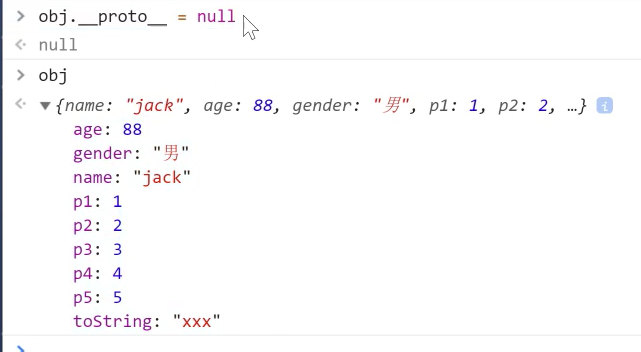 > obj.__proto__ = null
<· null
> obj
<· ▼{name: "jack", age: 88, gender: "男", p1: 1, p2: 2, …} i
age: 88
gender: "男"
name: "jack"
p1: 1
p2: 2
p3: 3
p4: 4
p5: 5
toString: "xxx"
>